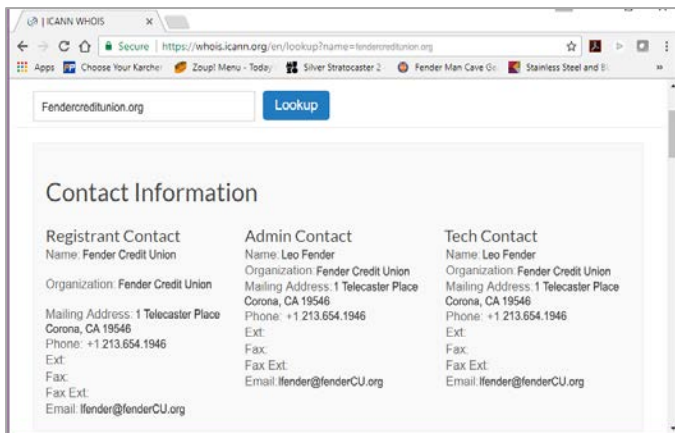 | ICANN WHOIS
Secure | https://whois.icann.org/en/lookup?name=fendercreditunion.org
Apps Choose Your Karche Zoup! Menu - Today Silver Stratocaster 2 Fender Man Cave Ge Stainless Steel and Bl
Fendercreditunion.org Lookup
Contact Information
Registrant Contact
Name: Fender Credit Union
Organization: Fender Credit Union
Mailing Address: 1 Telecaster Place
Corona, CA 19546
Phone: +1 213.654.1946
Ext:
Fax:
Fax Ext:
Email: lfender@fenderCU.org
Admin Contact
Name: Leo Fender
Organization: Fender Credit Union
Mailing Address: 1 Telecaster Place
Corona, CA 19546
Phone: +1 213.654.1946
Ext:
Fax:
Fax Ext:
Email: lfender@fenderCU.org
Tech Contact
Name: Leo Fender
Organization: Fender Credit Union
Mailing Address: 1 Telecaster Place
Corona, CA 19546
Phone: +1 213.654.1946
Ext:
Fax:
Fax Ext:
Email: lfender@fenderCU.org